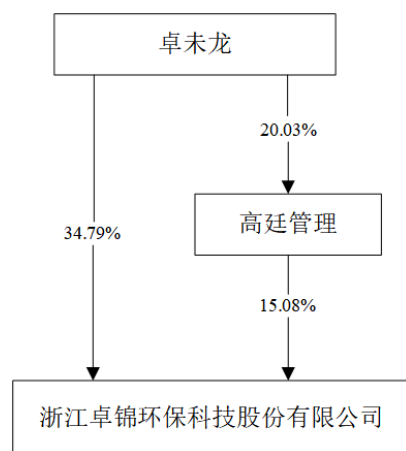 卓未龙
20.03%
高廷管理
34.79%
15.08%
浙江卓锦环保科技股份有限公司